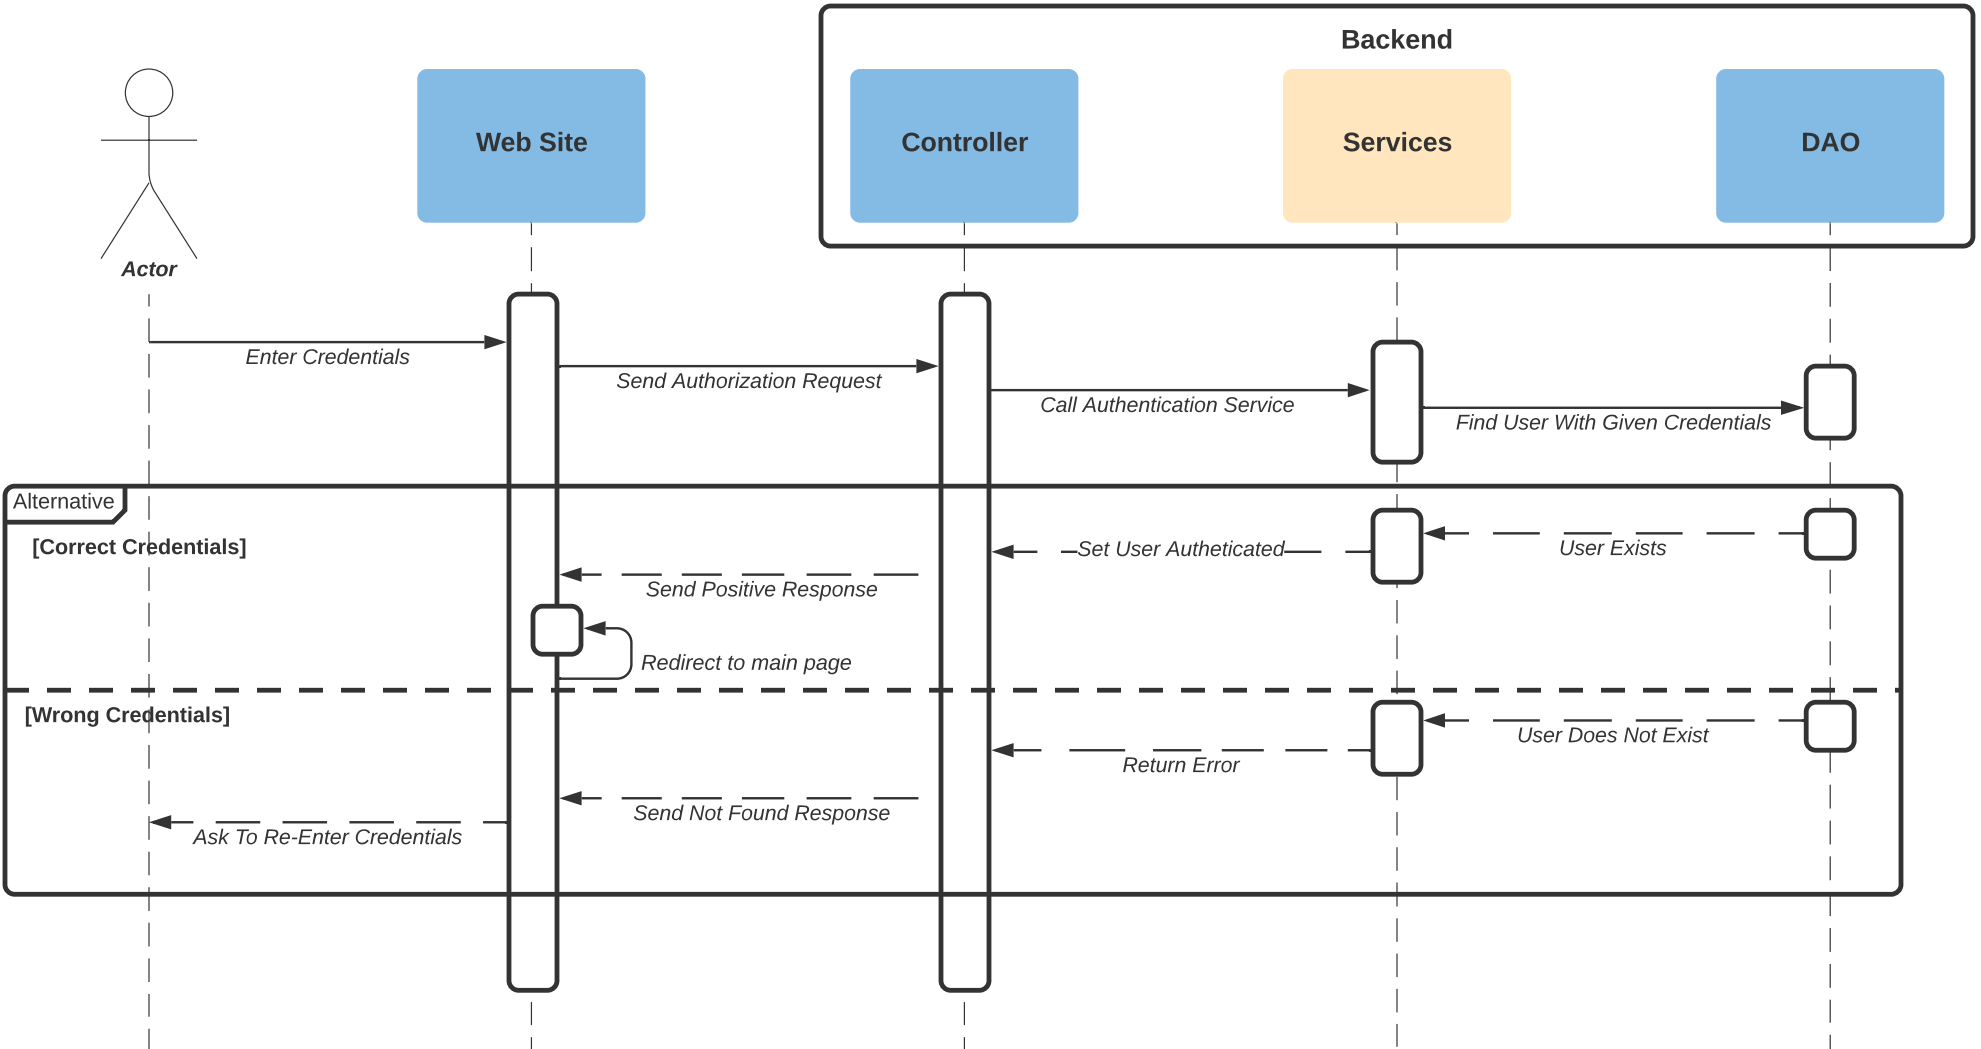 Backend
Web Site
Controller
Services
DAO
Actor
Enter Credentials
Send Authorization Request
Call Authentication Service
Find User With Given Credentials
Alternative
[Correct Credentials]
User Exists
Set User Autheticated
Send Positive Response
Redirect to main page
[Wrong Credentials]
User Does Not Exist
Return Error
Send Not Found Response
Ask To Re-Enter Credentials